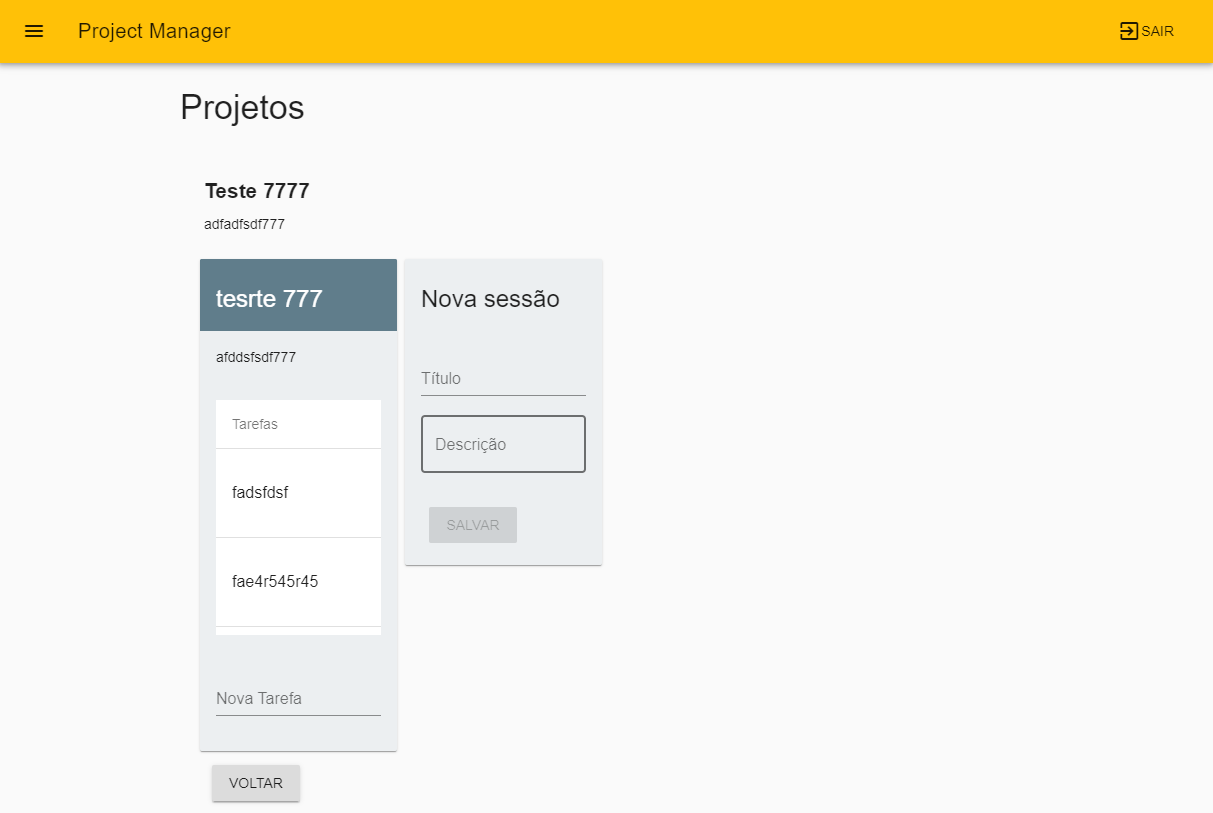 Project Manager
SAIR
Projetos
Teste 7777
adfadfsdf777
tesrte 777
afddsfsdf777
Tarefas
fadsfdsf
fae4r545r45
Nova Tarefa
Nova sessão
Título
Descrição
SALVAR
VOLTAR